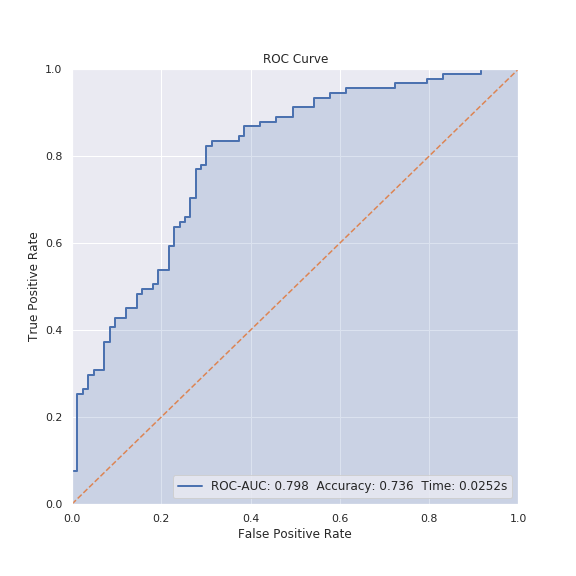 ROC Curve
1.0
0.8
0.6
0.4
0.2
0.0
True Positive Rate
ROC-AUC: 0.798  Accuracy: 0.736  Time: 0.0252s
0.0 0.2 0.4 0.6 0.8 1.0
False Positive Rate